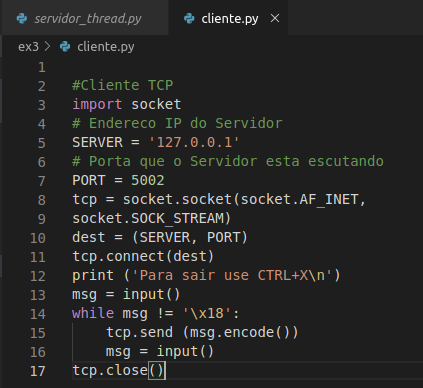 servidor_thread.py
cliente.py ×
ex3 > cliente.py
1
2 #Cliente TCP
3 import socket
4 # Endereco IP do Servidor
5 SERVER = '127.0.0.1'
6 # Porta que o Servidor esta escutando
7 PORT = 5002
8 tcp = socket.socket(socket.AF_INET,
9 socket.SOCK_STREAM)
10 dest = (SERVER, PORT)
11 tcp.connect(dest)
12 print ('Para sair use CTRL+X\n')
13 msg = input()
14 while msg != '\x18':
15     tcp.send (msg.encode())
16     msg = input()
17 tcp.close()